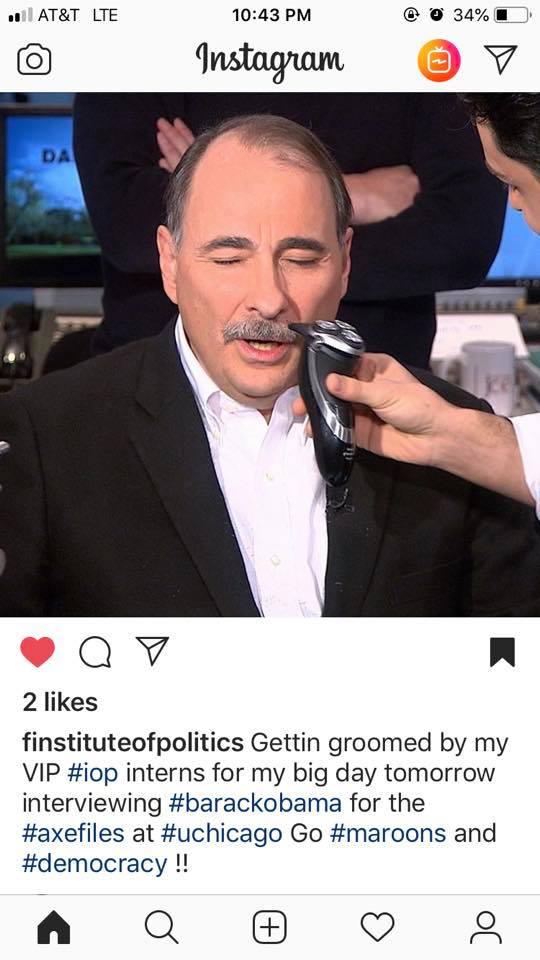 AT&T LTE 10:43 PM 34%
Instagram
DA
2 likes
finstituteofpolitics Gettin groomed by my
VIP #iop interns for my big day tomorrow
interviewing #barackobama for the
#axefiles at #uchicago Go #maroons and
#democracy !!